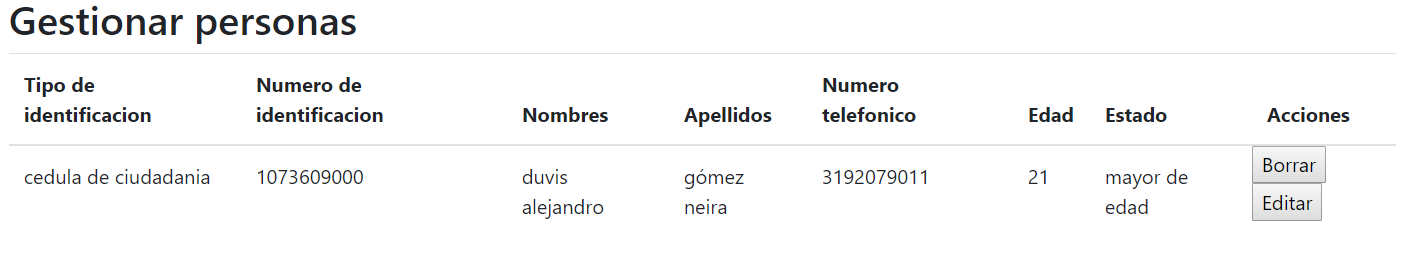 Gestionar personas
Tipo de identificacion Numero de identificacion Nombres Apellidos Numero telefonico Edad Estado Acciones
cedula de ciudadania 1073609000 duvis alejandro gómez neira 3192079011 21 mayor de edad Borrar Editar